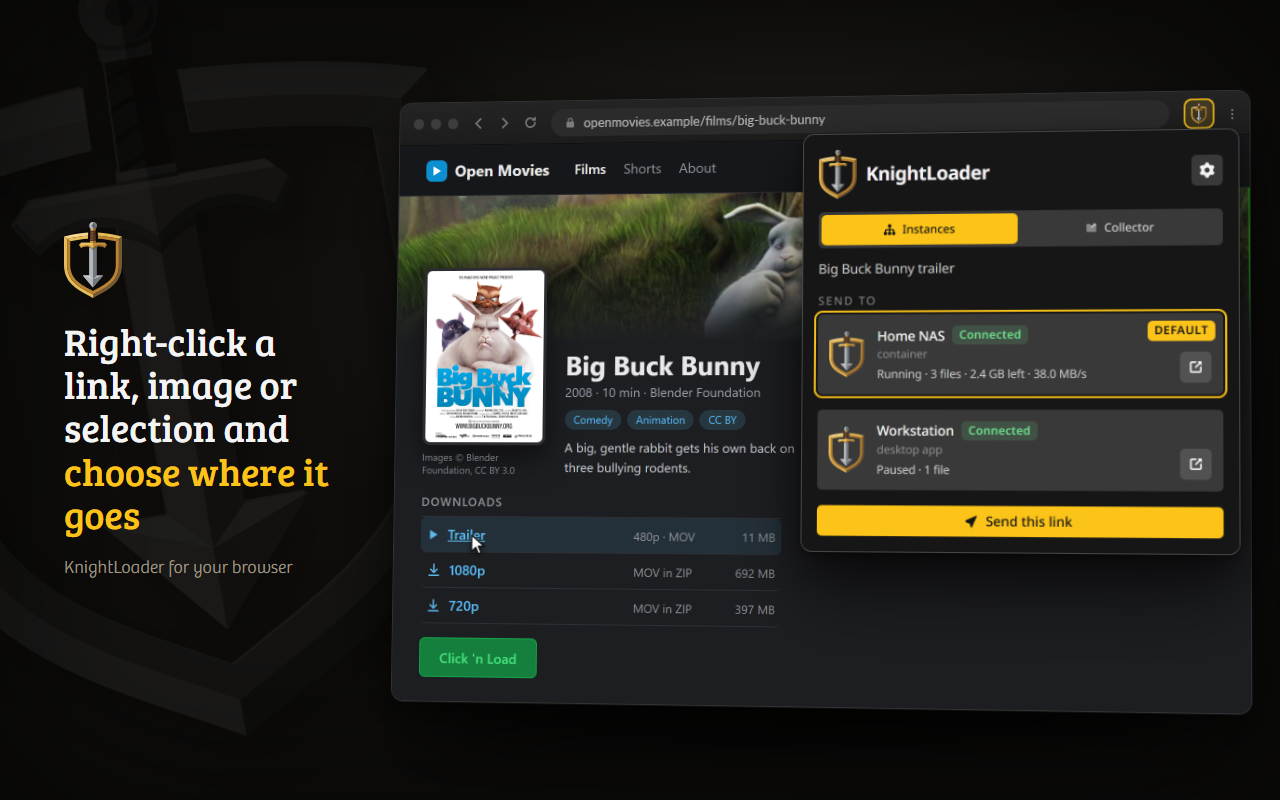 Right-click a
link, image or
selection and
choose where it
goes
KnightLoader for your browser
openmovies.example/films/big-buck-bunny
Open Movies
Films
Shorts
About
Big Buck
BUNNY
WWW.BIGBUCKBUNNY.ORG
Images © Blender
Foundation, CC BY 3.0
Big Buck Bunny
2008 · 10 min · Blender Foundation
Comedy
Animation
CC BY
A big, gentle rabbit gets his own back on
three bullying rodents.
DOWNLOADS
Trailer 480p · MOV 11 MB
1080p MOV in ZIP 692 MB
720p MOV in ZIP 397 MB
Click 'n Load
KnightLoader
Instances
Collector
Big Buck Bunny trailer
SEND TO
Home NAS Connected DEFAULT
container
Running · 3 files · 2.4 GB left · 38.0 MB/s
Workstation Connected
desktop app
Paused · 1 file
Send this link